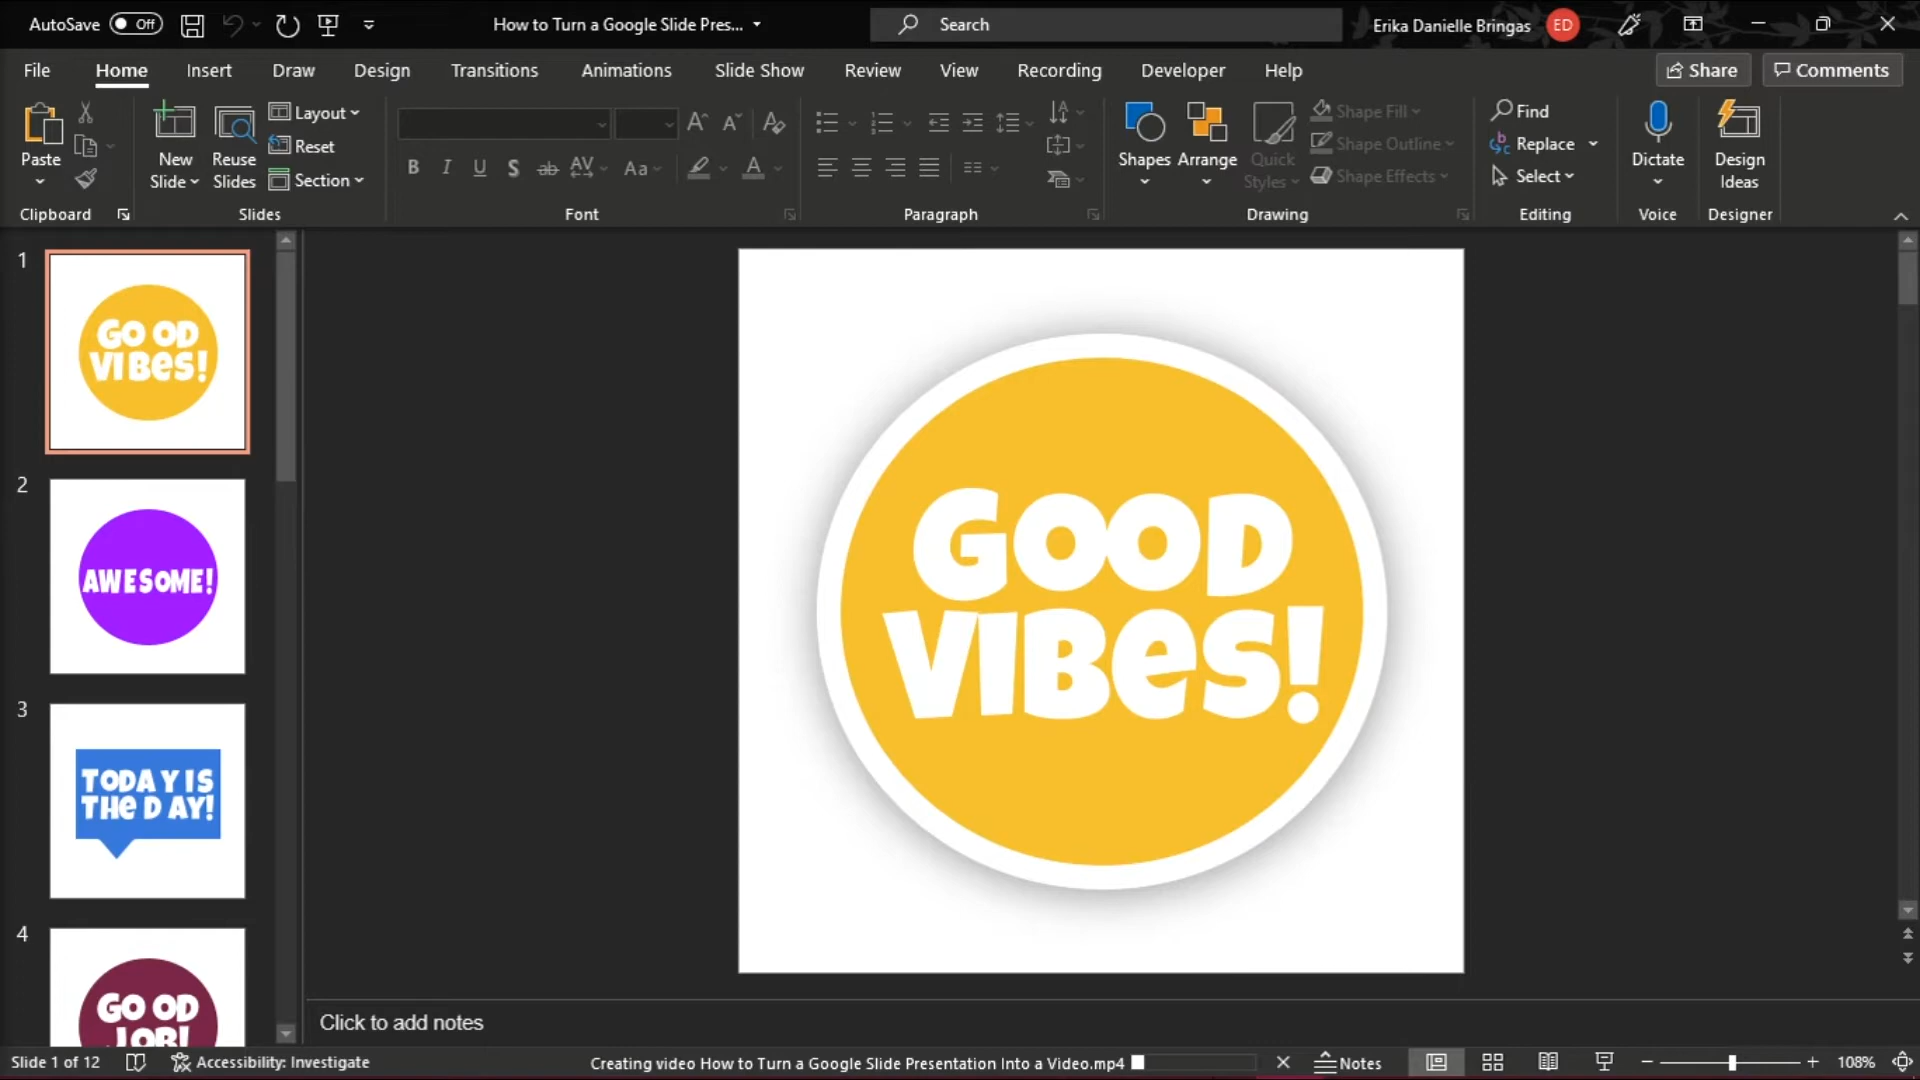 AutoSave Off How to Turn a Google Slide Pres... Search Erika Danielle Bringas ED
File Home Insert Draw Design Transitions Animations Slide Show Review View Recording Developer Help Share Comments
Paste
New
Slide
Reuse
Slides
Layout
Reset
Section
B I U S ab AV Aa A
Shapes
Arrange
Quick
Styles
Shape Fill
Shape Outline
Shape Effects
Find
Replace
Select
Dictate
Design
Ideas
Clipboard Slides Font Paragraph Drawing Editing Voice Designer
1
GO OD
VIBes!
2
AWESOME!
3
TODA Y IS
THe D AY!
4
GO OD
JOB!
GOOD
VIBes!
Click to add notes
Slide 1 of 12 Accessibility: Investigate Creating video How to Turn a Google Slide Presentation Into a Video.mp4 Notes 108%